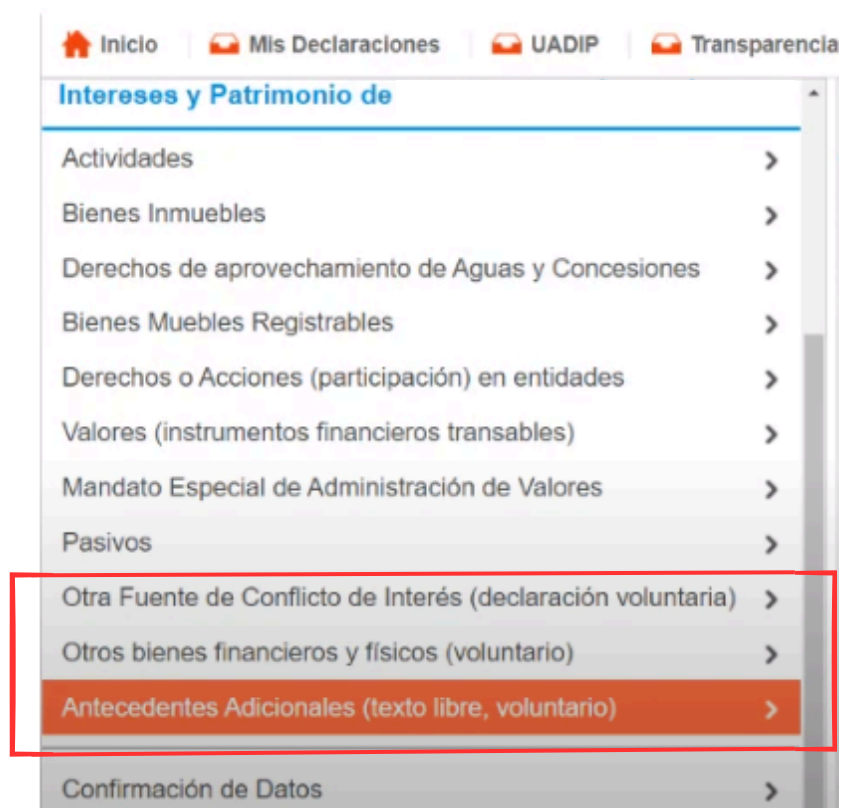 Inicio Mis Declaraciones UADIP Transparencia
Intereses y Patrimonio de
Actividades
Bienes Inmuebles
Derechos de aprovechamiento de Aguas y Concesiones
Bienes Muebles Registrables
Derechos o Acciones (participación) en entidades
Valores (instrumentos financieros transables)
Mandato Especial de Administración de Valores
Pasivos
Otra Fuente de Conflicto de Interés (declaración voluntaria)
Otros bienes financieros y físicos (voluntario)
Antecedentes Adicionales (texto libre, voluntario)
Confirmación de Datos